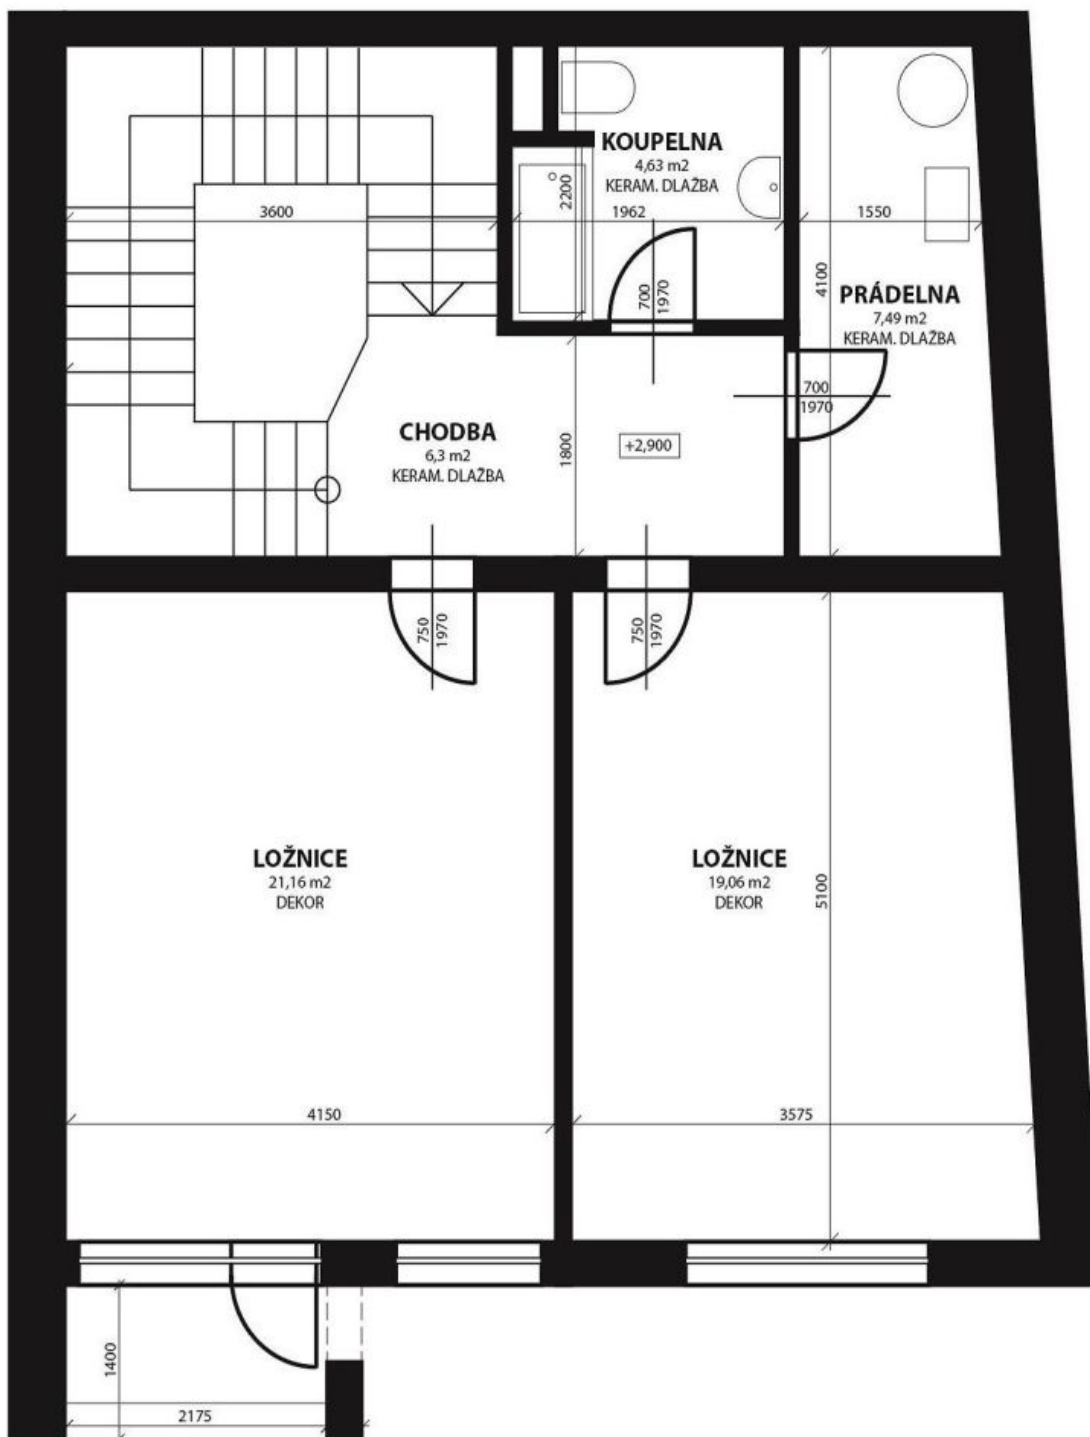 KOUPELNA
4,63 m2
KERAM. DLAŽBA
2200
3600
1962
1550
700
1970
4100
PRÁDELNA
7,49 m2
KERAM. DLAŽBA
700
1970
CHODBA
6,3 m2
KERAM. DLAŽBA
1800
+2,900
750
1970
750
1970
LOŽNICE
21,16 m2
DEKOR
LOŽNICE
19,06 m2
DEKOR
5100
4150
3575
1400
2175